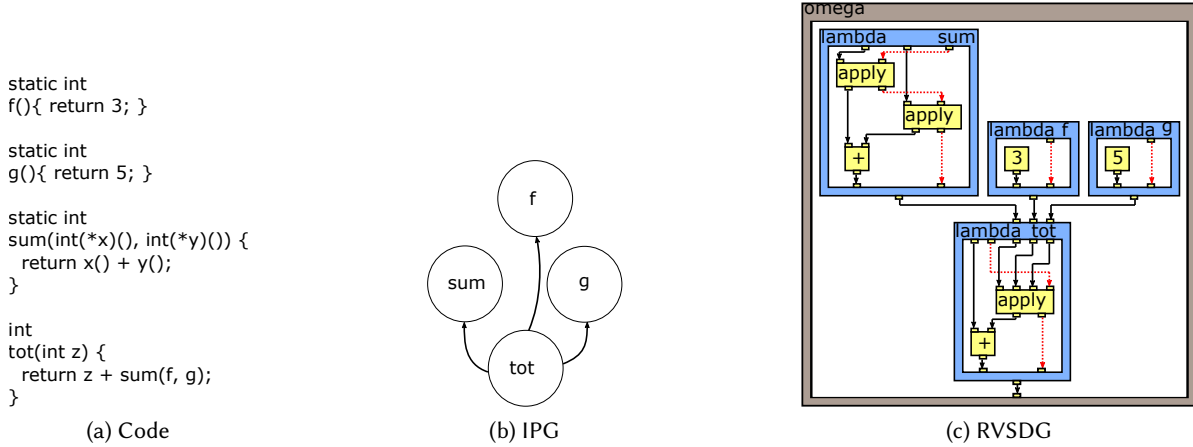 static int
f(){ return 3; }
static int
g(){ return 5; }
static int
sum(int(*x)(), int(*y)()) {
return x() + y();
}
int
tot(int z) {
return z + sum(f, g);
}
(a) Code
f
sum
g
tot
(b) IPG
omega
lambda sum
apply
apply
+
lambda f
3
lambda g
5
lambda tot
apply
+
(c) RVSDG